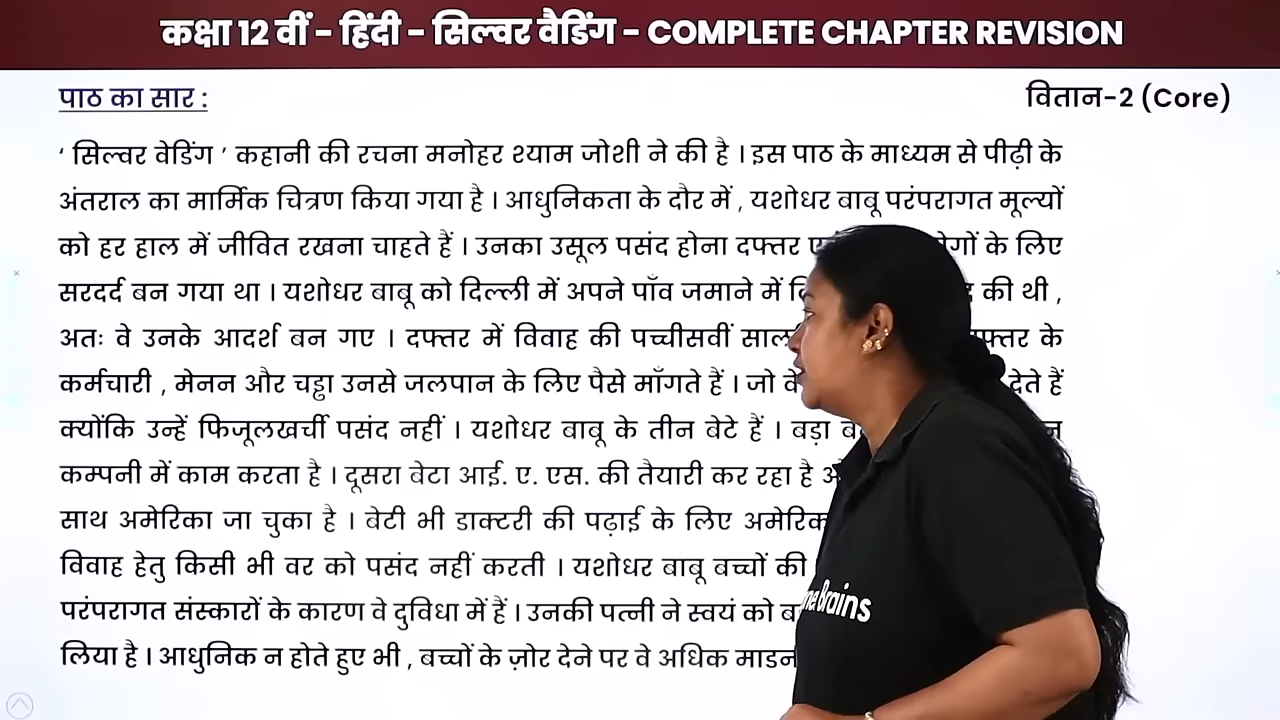 कक्षा 12 वीं - हिंदी - सिल्वर वैडिंग - COMPLETE CHAPTER REVISION
पाठ का सार :
वितान-2 (Core)
‘ सिल्वर वेडिंग ’ कहानी की रचना मनोहर श्याम जोशी ने की है । इस पाठ के माध्यम से पीढ़ी के
अंतराल का मार्मिक चित्रण किया गया है । आधुनिकता के दौर में , यशोधर बाबू परंपरागत मूल्यों
को हर हाल में जीवित रखना चाहते हैं । उनका उसूल पसंद होना दफ्तर के लिए
सरदर्द बन गया था । यशोधर बाबू को दिल्ली में अपने पाँव जमाने में की थी ,
अतः वे उनके आदर्श बन गए । दफ्तर में विवाह की पच्चीसवीं के
कर्मचारी , मेनन और चड्ढा उनसे जलपान के लिए पैसे माँगते हैं । जो देते हैं
क्योंकि उन्हें फिजूलखर्ची पसंद नहीं । यशोधर बाबू के तीन बेटे हैं । बड़ा
कम्पनी में काम करता है । दूसरा बेटा आई. ए. एस. की तैयारी कर रहा है
साथ अमेरिका जा चुका है । बेटी भी डाक्टरी की पढ़ाई के लिए
विवाह हेतु किसी भी वर को पसंद नहीं करती । यशोधर बाबू बच्चों की
परंपरागत संस्कारों के कारण वे दुविधा में हैं । उनकी पत्नी ने स्वयं को
लिया है । आधुनिक न होते हुए भी , बच्चों के ज़ोर देने पर वे अधिक